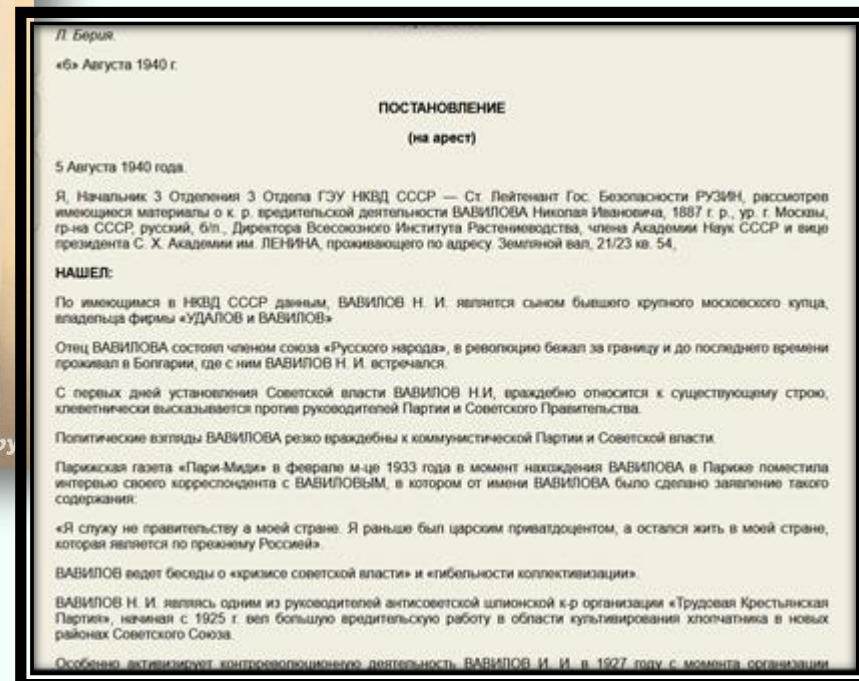 Л. Берия.
«6» Августа 1940 г.
ПОСТАНОВЛЕНИЕ
(на арест)
5 Августа 1940 года.
Я, Начальник 3 Отделения 3 Отдела ГЭУ НКВД СССР — Ст. Лейтенант Гос. Безопасности РУЗИН, рассмотрев
имеющиеся материалы о к. р. вредительской деятельности ВАВИЛОВА Николая Ивановича, 1887 г. р., ур. г. Москвы,
гр-на СССР, русский, б/п., Директора Всесоюзного Института Растениеводства, члена Академии Наук СССР и вице
президента С. Х. Академии им. ЛЕНИНА, проживающего по адресу. Земляной вал, 21/23 кв. 54,
НАШЕЛ:
По имеющимся в НКВД СССР данным, ВАВИЛОВ Н. И. является сыном бывшего крупного московского купца,
владельца фирмы «УДАЛОВ и ВАВИЛОВ»
Отец ВАВИЛОВА состоял членом союза «Русского народа», в революцию бежал за границу и до последнего времени
проживал в Болгарии, где с ним ВАВИЛОВ Н. И. встречался.
С первых дней установления Советской власти ВАВИЛОВ Н.И, враждебно относится к существующему строю,
клеветнически высказывается против руководителей Партии и Советского Правительства.
Политические взгляды ВАВИЛОВА резко враждебны к коммунистической Партии и Советской власти.
Парижская газета «Пари-Миди» в феврале м-це 1933 года в момент нахождения ВАВИЛОВА в Париже поместила
интервью своего корреспондента с ВАВИЛОВЫМ, в котором от имени ВАВИЛОВА было сделано заявление такого
содержания:
«Я служу не правительству а моей стране. Я раньше был царским приватдоцентом, а остался жить в моей стране,
которая является по прежнему Россией».
ВАВИЛОВ ведет беседы о «кризисе советской власти» и «гибельности коллективизации».
ВАВИЛОВ Н. И. являясь одним из руководителей антисоветской шпионской к-р организации «Трудовая Крестьянская
Партия», начиная с 1925 г. вел большую вредительскую работу в области культивирования хлопчатника в новых
районах Советского Союза.
Особенно активизирует контрреволюционную деятельность ВАВИЛОВ И. И. в 1927 году с момента организации